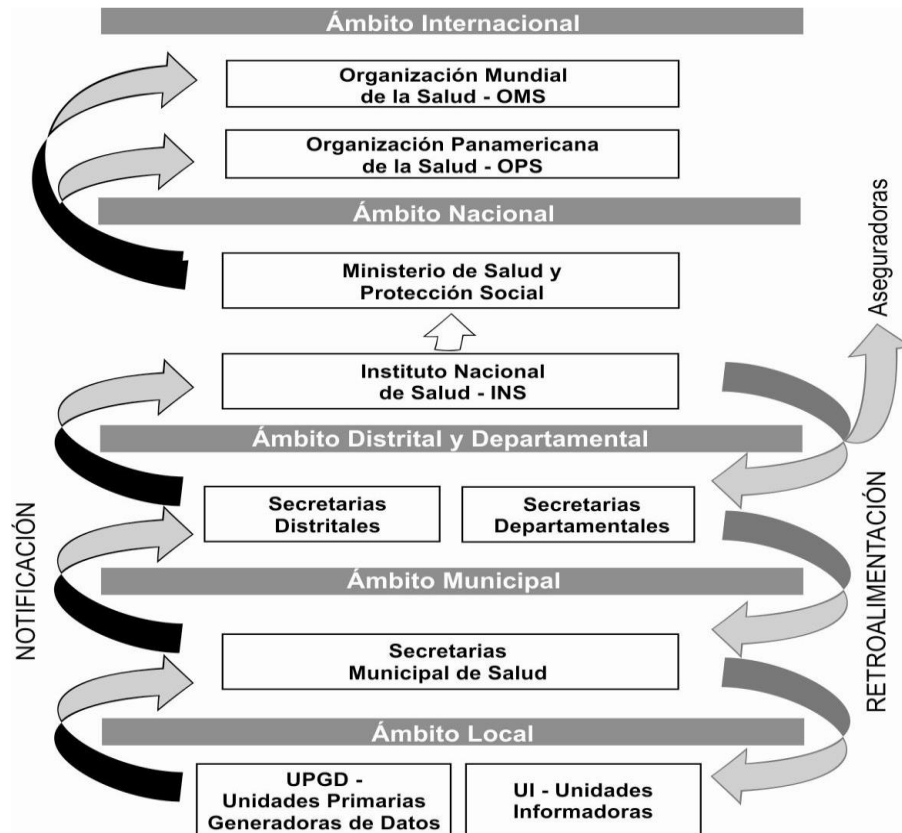 Ámbito Internacional
Organización Mundial
de la Salud - OMS
Organización Panamericana
de la Salud - OPS
Ámbito Nacional
Ministerio de Salud y
Protección Social
Aseguradoras
Instituto Nacional
de Salud - INS
Ámbito Distrital y Departamental
Secretarias
Distritales
Secretarias
Departamentales
NOTIFICACIÓN
RETROALIMENTACIÓN
Ámbito Municipal
Secretarias
Municipal de Salud
Ámbito Local
UPGD -
Unidades Primarias
Generadoras de Datos
UI - Unidades
Informadoras